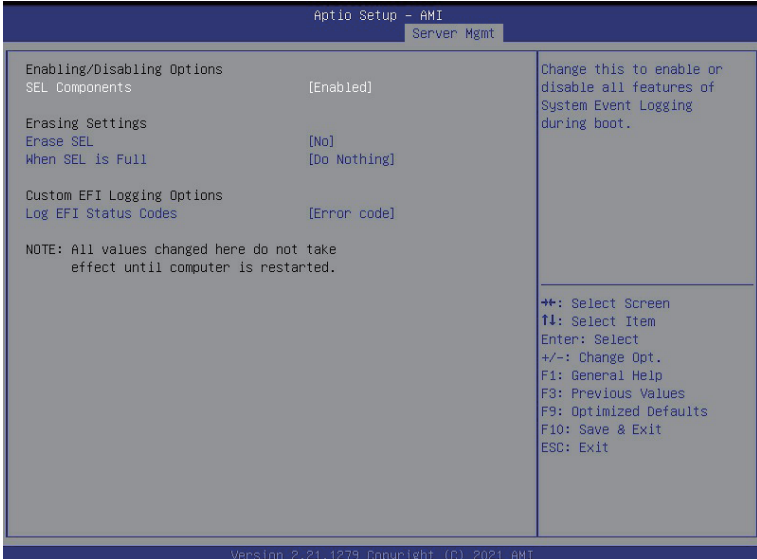 Aptio Setup – AMI
Server Mgmt
Enabling/Disabling Options
SEL Components [Enabled]
Erasing Settings
Erase SEL [No]
When SEL is Full [Do Nothing]
Custom EFI Logging Options
Log EFI Status Codes [Error code]
NOTE: All values changed here do not take
effect until computer is restarted.
Change this to enable or
disable all features of
System Event Logging
during boot.
→←: Select Screen
↑↓: Select Item
Enter: Select
+/-: Change Opt.
F1: General Help
F3: Previous Values
F9: Optimized Defaults
F10: Save & Exit
ESC: Exit
Version 2.21.1279 Copyright (C) 2021 AMI